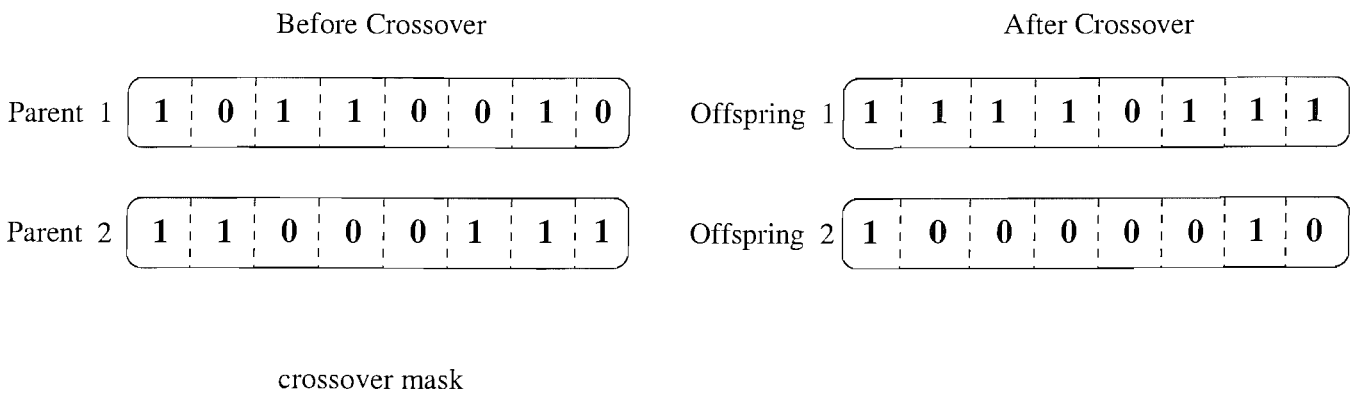 Before Crossover After Crossover
Parent 1 1 0 1 1 0 0 1 0 Offspring 1 1 1 1 1 0 1 1 1
Parent 2 1 1 0 0 0 1 1 1 Offspring 2 1 0 0 0 0 0 1 0
crossover mask